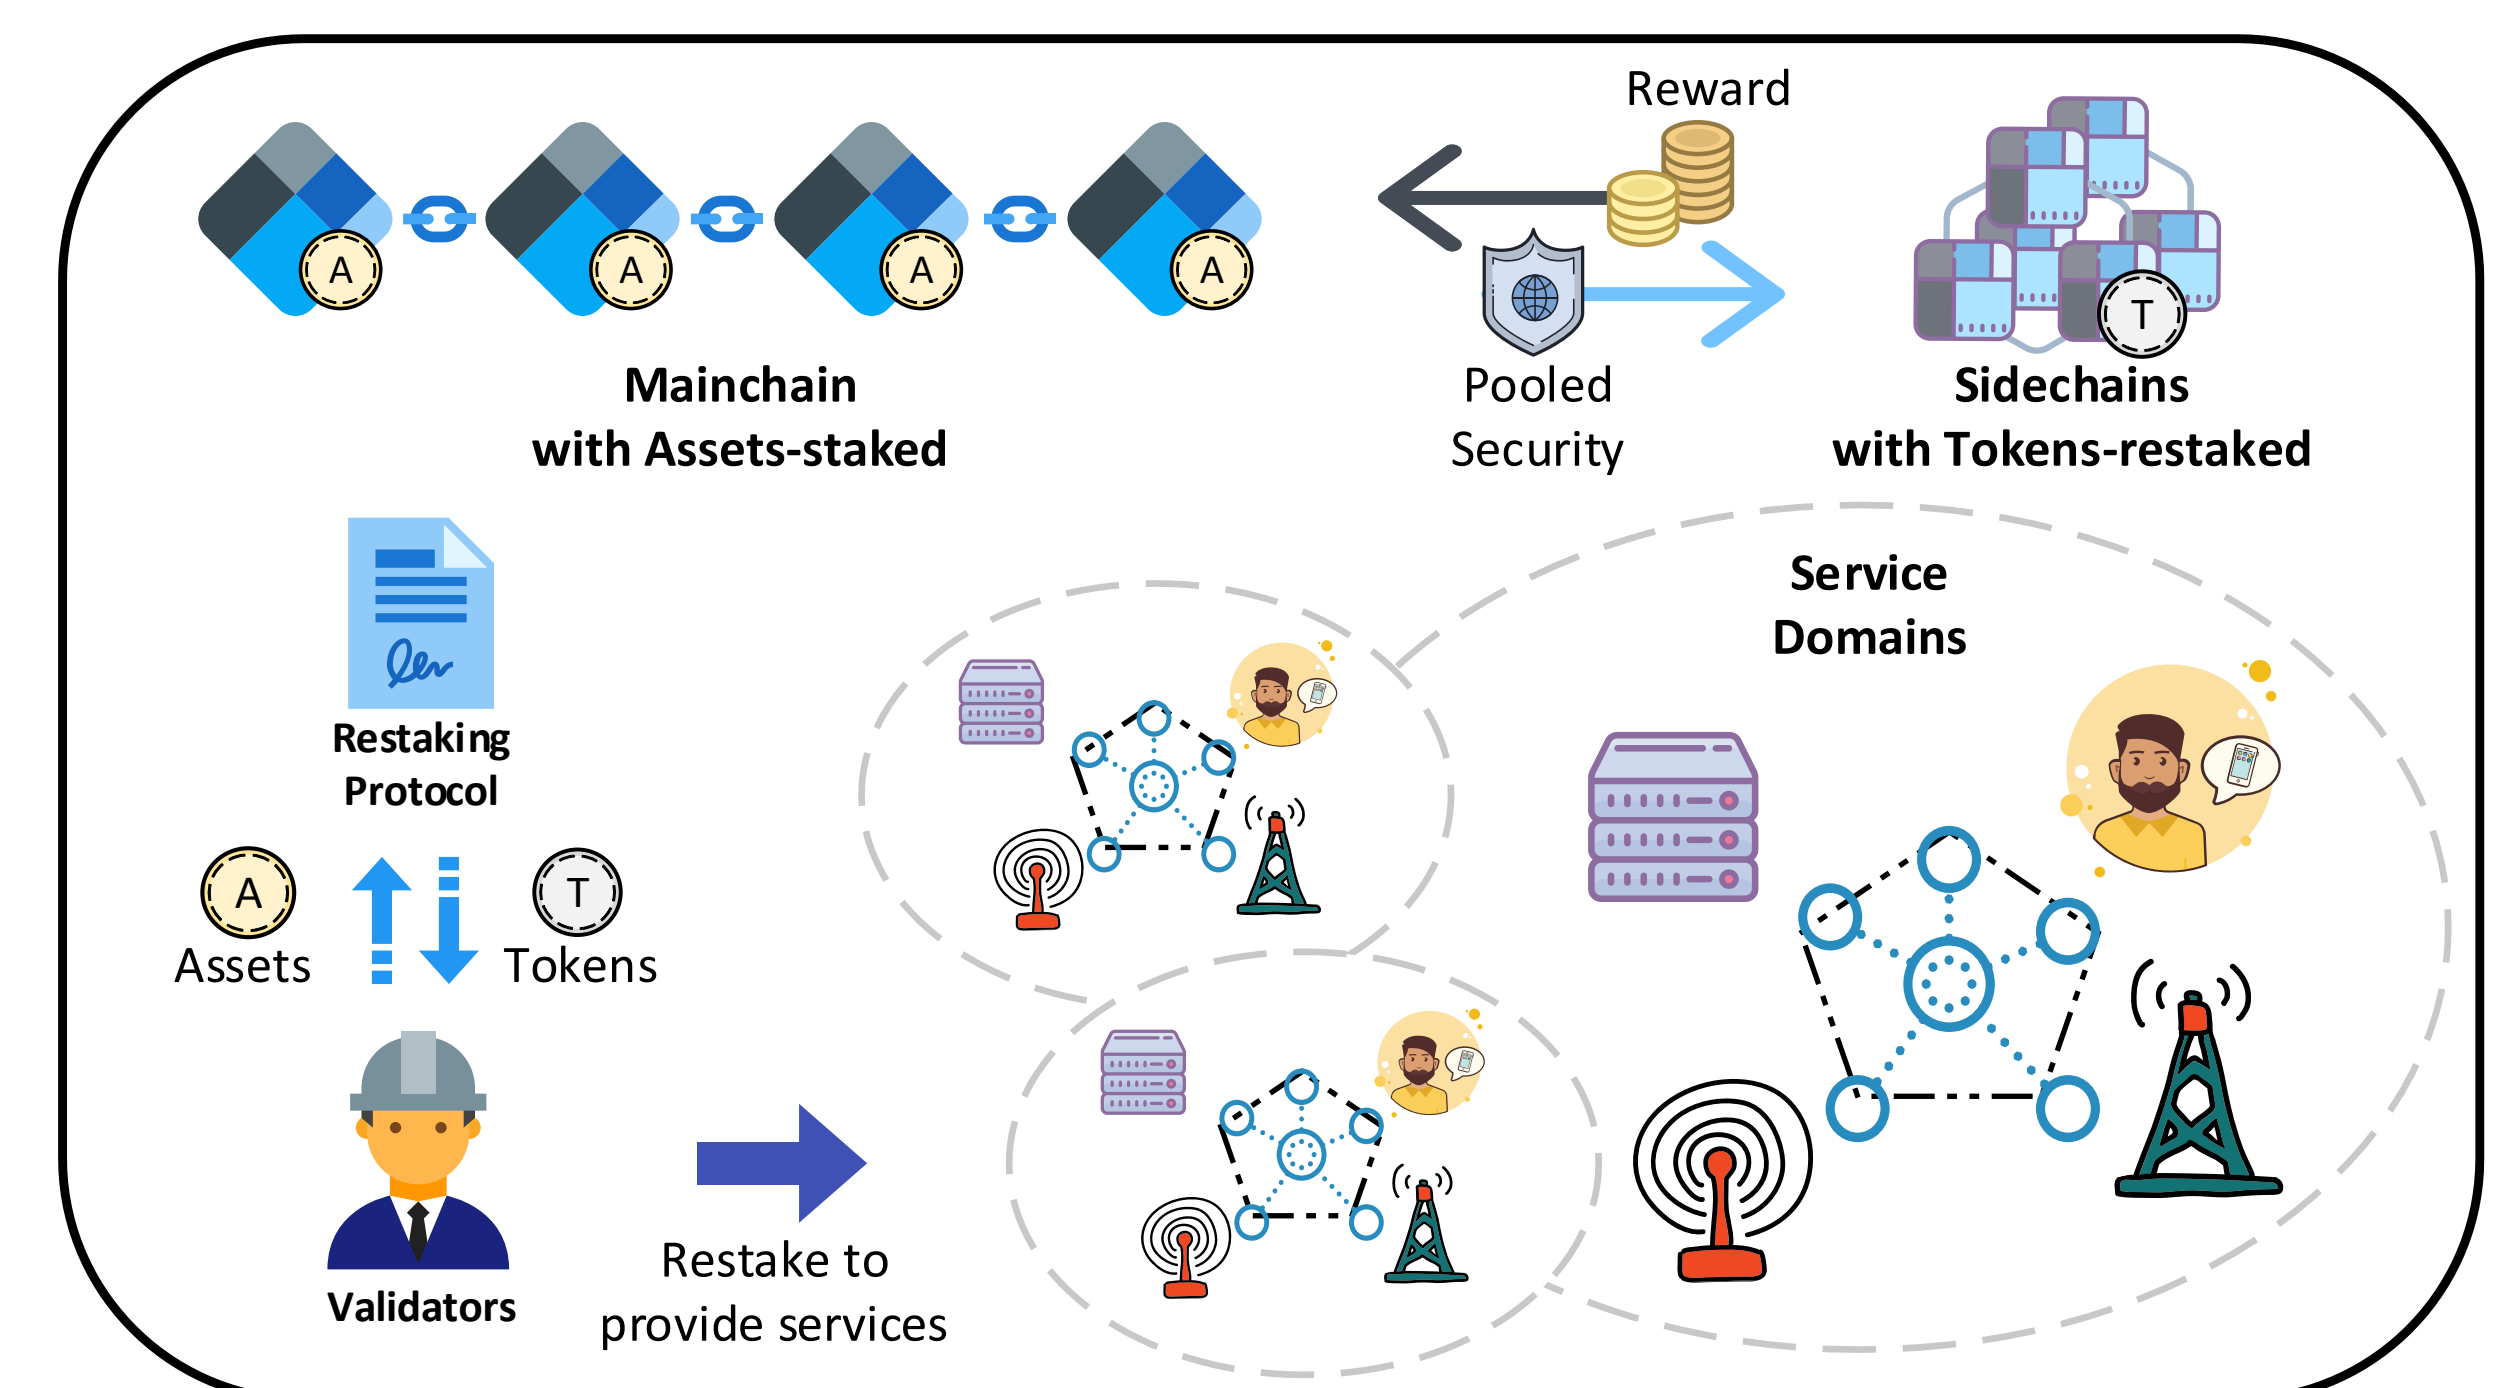 Reward
A
A
A
A
T
Mainchain
with Assets-staked
Pooled
Security
Sidechains
with Tokens-restaked
Service
Domains
Restaking
Protocol
A
T
Assets
Tokens
Validators
Restake to
provide services